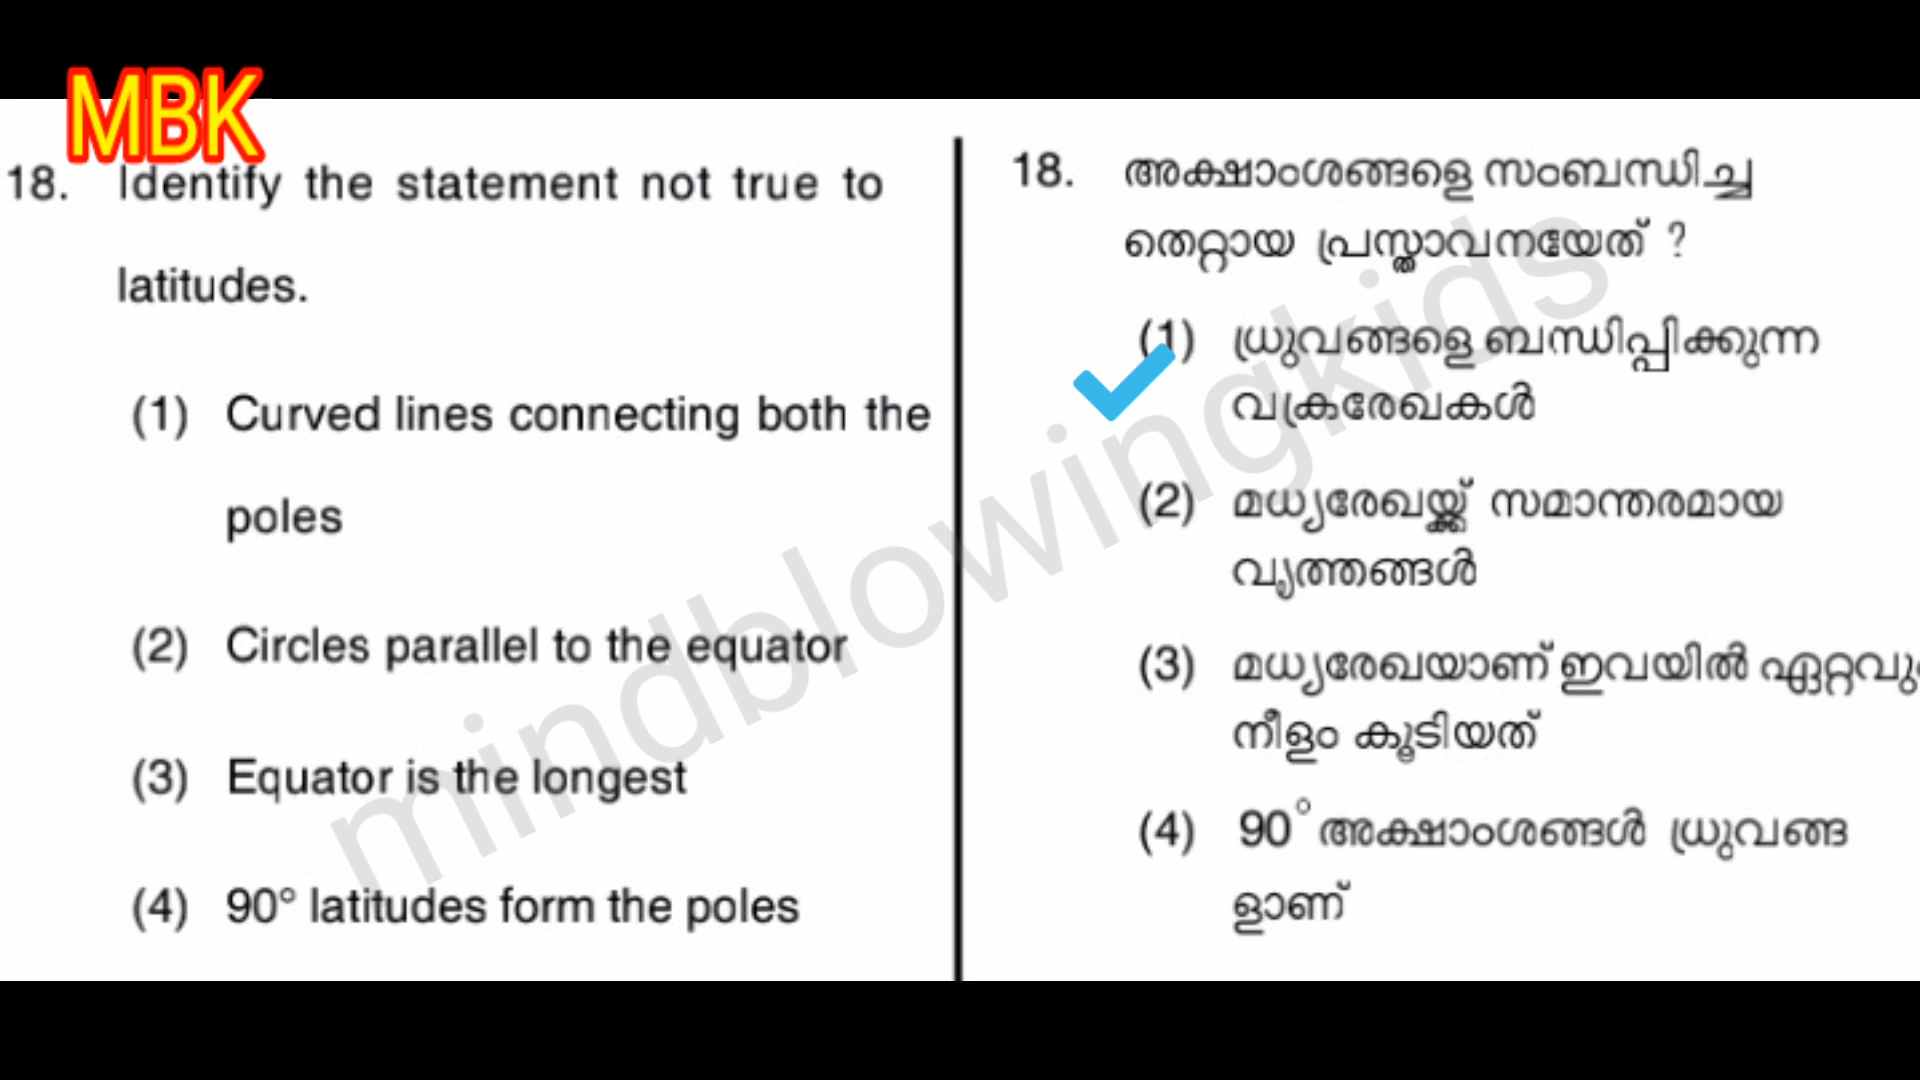 MBK
18. Identify the statement not true to
latitudes.
(1) Curved lines connecting both the
poles
(2) Circles parallel to the equator
(3) Equator is the longest
(4) 90° latitudes form the poles
18. അക്ഷാംശങ്ങളെ സംബന്ധിച്ച
തെറ്റായ പ്രസ്താവനയേത് ?
(1) ധ്രുവങ്ങളെ ബന്ധിപ്പിക്കുന്ന
വക്രരേഖകൾ
(2) മധ്യരേഖയ്ക്ക് സമാന്തരമായ
വൃത്തങ്ങൾ
(3) മധ്യരേഖയാണ് ഇവയിൽ ഏറ്റവും
നീളം കൂടിയത്
(4) 90° അക്ഷാംശങ്ങൾ ധ്രുവങ്ങ
ളാണ്
mindblowingkids